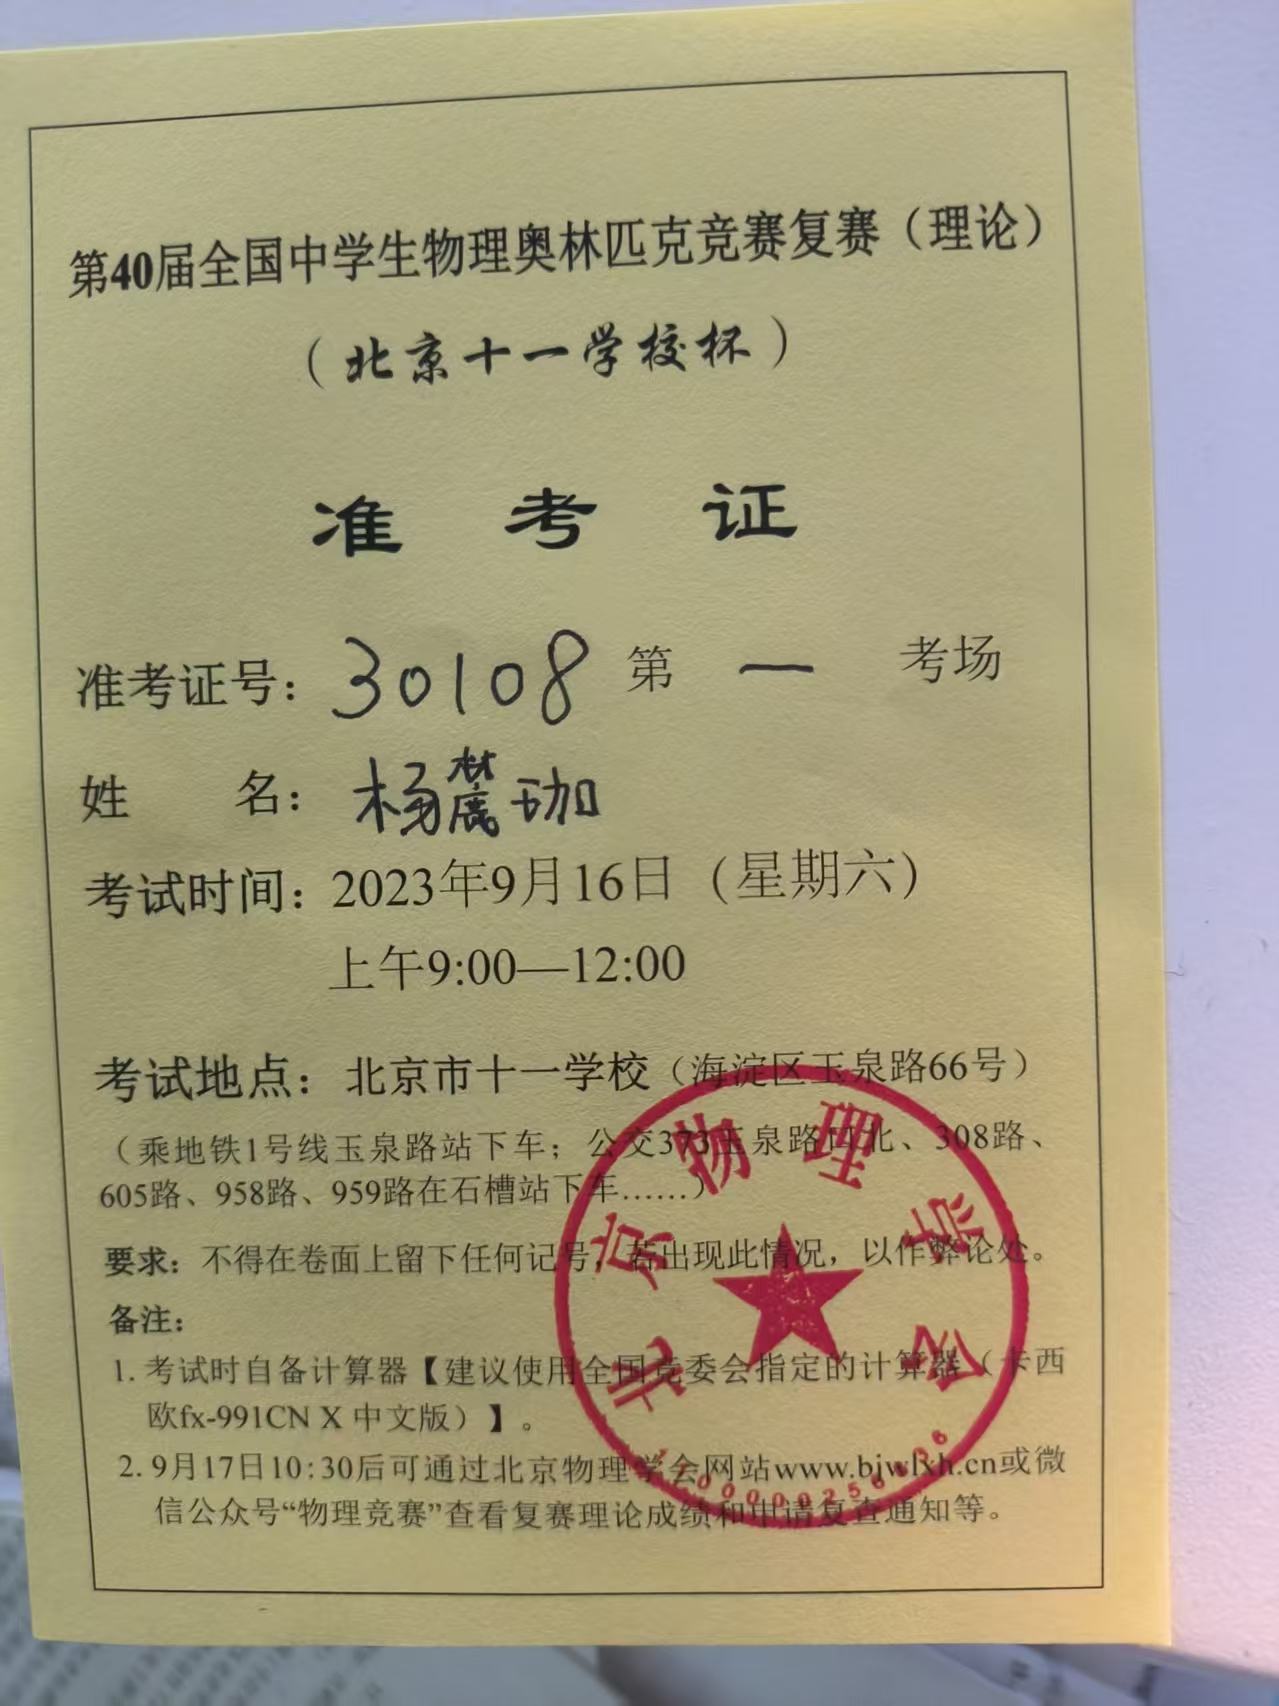 第40届全国中学生物理奥林匹克竞赛复赛（理论）
（北京十一学校杯）
准 考 证
准考证号：30108 第 一 考场
姓 名：杨 珈
考试时间：2023年9月16日（星期六）
上午9:00—12:00
考试地点：北京市十一学校（海淀区玉泉路66号）
（乘地铁1号线玉泉路站下车；公交373玉泉路口北、308路、
605路、958路、959路在石槽站下车……）
要求：不得在卷面上留下任何记号，若出现此情况，以作弊论处。
备注：
1. 考试时自备计算器【建议使用全国竞委会指定的计算器（卡西
欧fx-991CN X 中文版）】。
2. 9月17日10:30后可通过北京物理学会网站www.bjwlxh.cn或微
信公众号“物理竞赛”查看复赛理论成绩和申请复查通知等。
北京物理学会